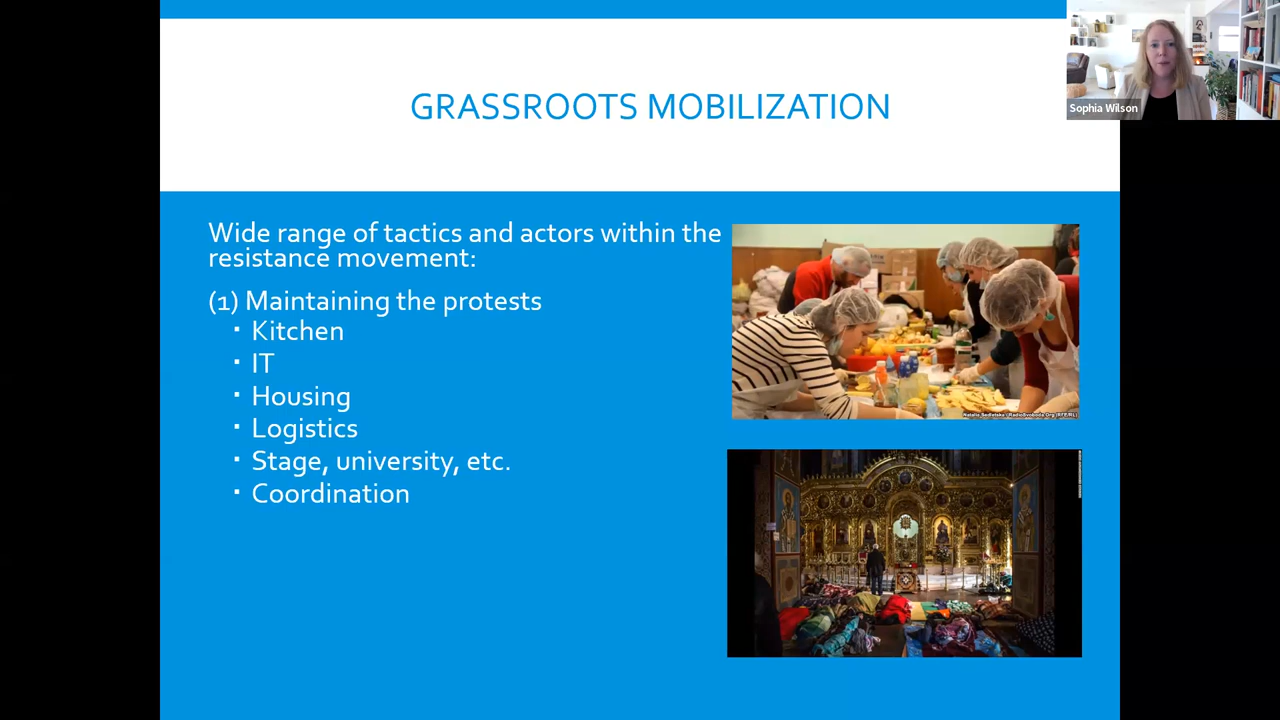 GRASSROOTS MOBILIZATION
Sophia Wilson
Wide range of tactics and actors within the
resistance movement:
(1) Maintaining the protests
▪ Kitchen
▪ IT
▪ Housing
▪ Logistics
▪ Stage, university, etc.
▪ Coordination